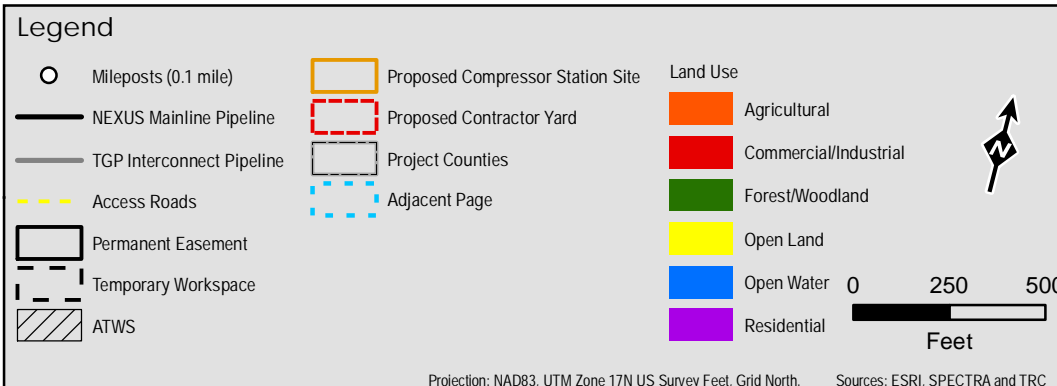 Legend
Mileposts (0.1 mile)
NEXUS Mainline Pipeline
TGP Interconnect Pipeline
Access Roads
Permanent Easement
Temporary Workspace
ATWS
Proposed Compressor Station Site
Proposed Contractor Yard
Project Counties
Adjacent Page
Land Use
Agricultural
Commercial/Industrial
Forest/Woodland
Open Land
Open Water
Residential
N
0 250 500
Feet
Projection: NAD83, UTM Zone 17N US Survey Feet, Grid North. Sources: ESRI, SPECTRA and TRC